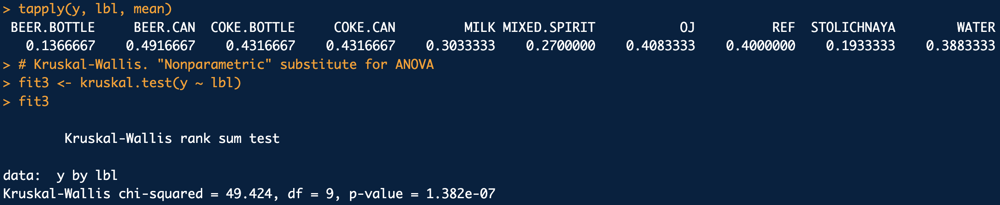 > tapply(y, lbl, mean)
 BEER.BOTTLE     BEER.CAN  COKE.BOTTLE     COKE.CAN         MILK MIXED.SPIRIT           OJ          REF  STOLICHNAYA        WATER
   0.1366667    0.4916667    0.4316667    0.4316667    0.3033333    0.2700000    0.4083333    0.4000000    0.1933333    0.3883333
> # Kruskal-Wallis. "Nonparametric" substitute for ANOVA
> fit3 <- kruskal.test(y ~ lbl)
> fit3
        Kruskal-Wallis rank sum test
data:  y by lbl
Kruskal-Wallis chi-squared = 49.424, df = 9, p-value = 1.382e-07